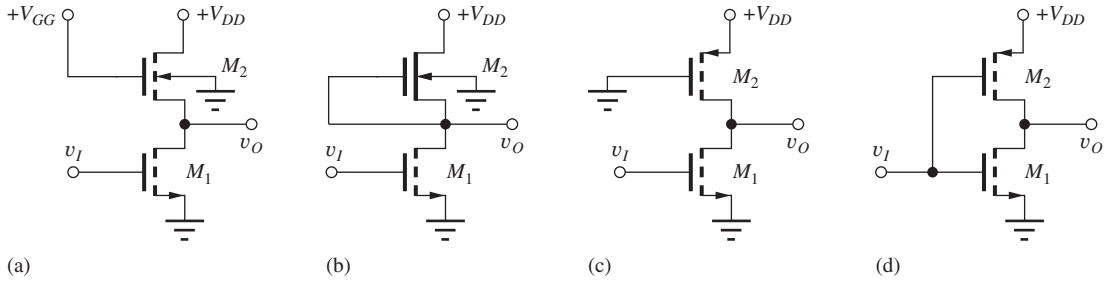 +V_GG +V_DD +V_DD +V_DD +V_DD
M_2 M_2 M_2 M_2
v_I v_O v_I v_O v_I v_O v_I v_O
M_1 M_1 M_1 M_1
(a) (b) (c) (d)